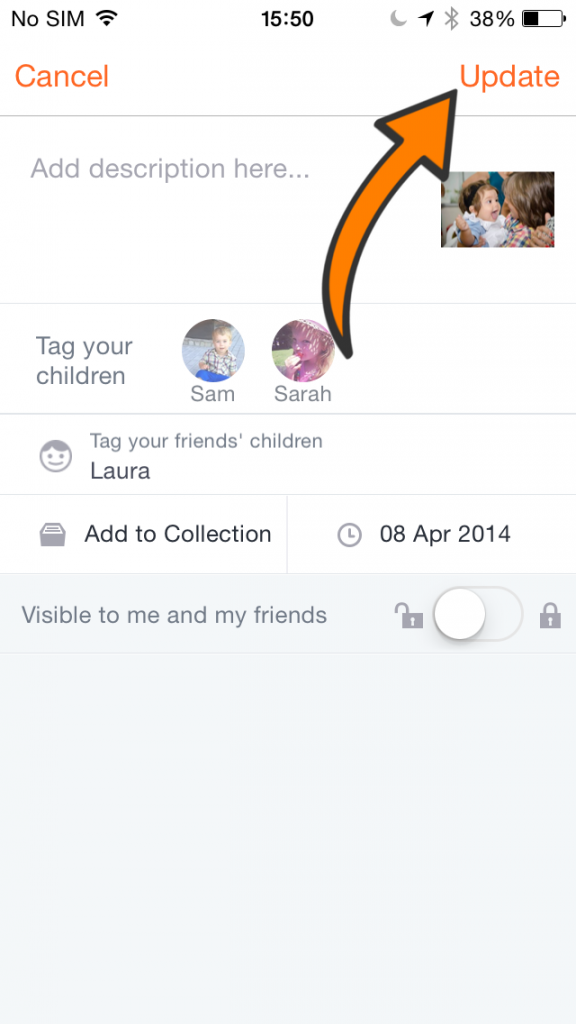 No SIM 15:50 38%
Cancel Update
Add description here...
Tag your
children
Sam Sarah
Tag your friends' children
Laura
Add to Collection 08 Apr 2014
Visible to me and my friends